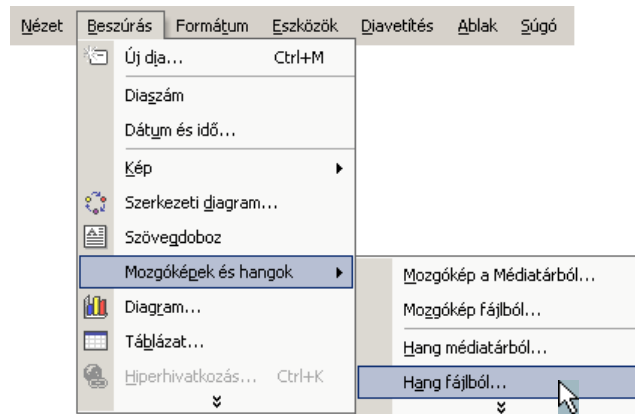 Nézet Beszúrás Formátum Eszközök Diavetítés Ablak Súgó
Új dia... Ctrl+M
Diaszám
Dátum és idő...
Kép
Szerkezeti diagram...
Szövegdoboz
Mozgóképek és hangok
Diagram...
Táblázat...
Hiperhivatkozás... Ctrl+K
Mozgókép a Médiatárból...
Mozgókép fájlból...
Hang médiatárból...
Hang fájlból...